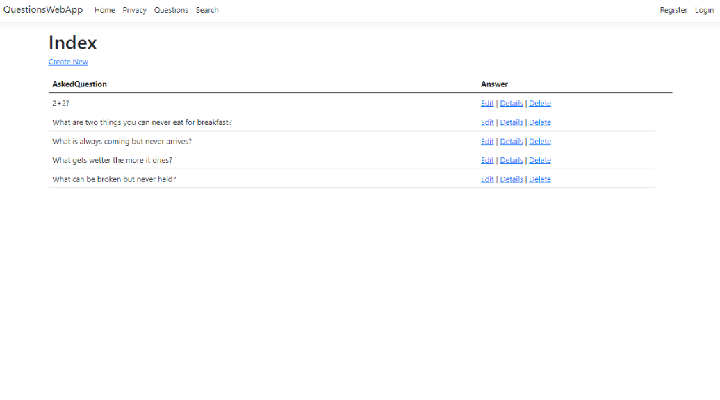 QuestionsWebApp Home Privacy Questions Search Register Login
Index
Create New
AskedQuestion Answer
2+2? Edit | Details | Delete
What are two things you can never eat for breakfast? Edit | Details | Delete
What is always coming but never arrives? Edit | Details | Delete
What gets wetter the more it dries? Edit | Details | Delete
What can be broken but never held? Edit | Details | Delete